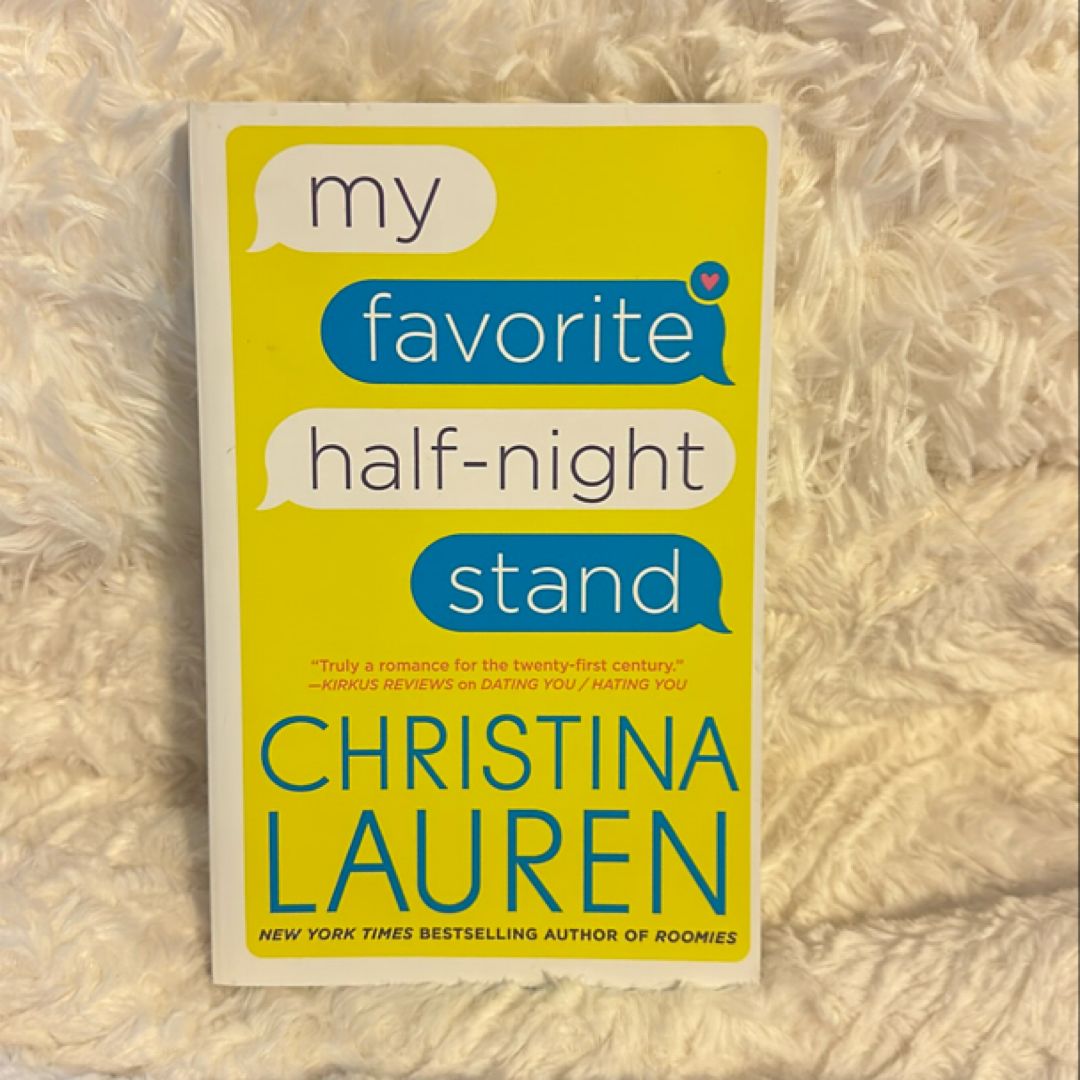 my
favorite
half-night
stand
“Truly a romance for the twenty-first century.”
—KIRKUS REVIEWS on DATING YOU / HATING YOU
CHRISTINA
LAUREN
NEW YORK TIMES BESTSELLING AUTHOR OF ROOMIES